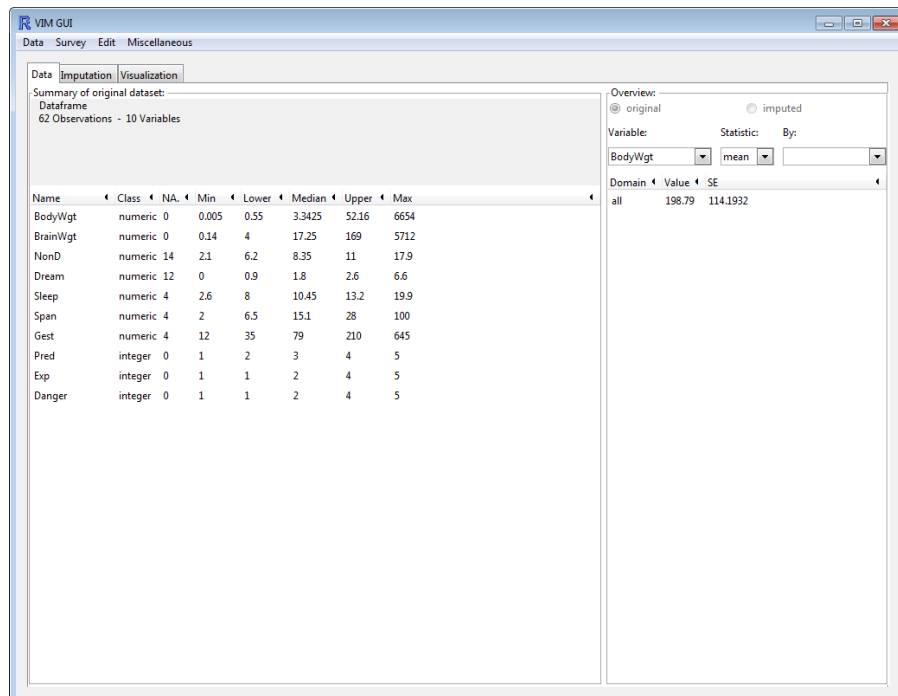 VIM GUI
Data Survey Edit Miscellaneous
Data Imputation Visualization
Summary of original dataset:
Dataframe
62 Observations - 10 Variables
Name Class NA. Min Lower Median Upper Max
BodyWgt numeric 0 0.005 0.55 3.3425 52.16 6654
BrainWgt numeric 0 0.14 4 17.25 169 5712
NonD numeric 14 2.1 6.2 8.35 11 17.9
Dream numeric 12 0 0.9 1.8 2.6 6.6
Sleep numeric 4 2.6 8 10.45 13.2 19.9
Span numeric 4 2 6.5 15.1 28 100
Gest numeric 4 12 35 79 210 645
Pred integer 0 1 2 3 4 5
Exp integer 0 1 1 2 4 5
Danger integer 0 1 1 2 4 5
Overview:
original imputed
Variable: Statistic: By:
BodyWgt mean
Domain Value SE
all 198.79 114.1932